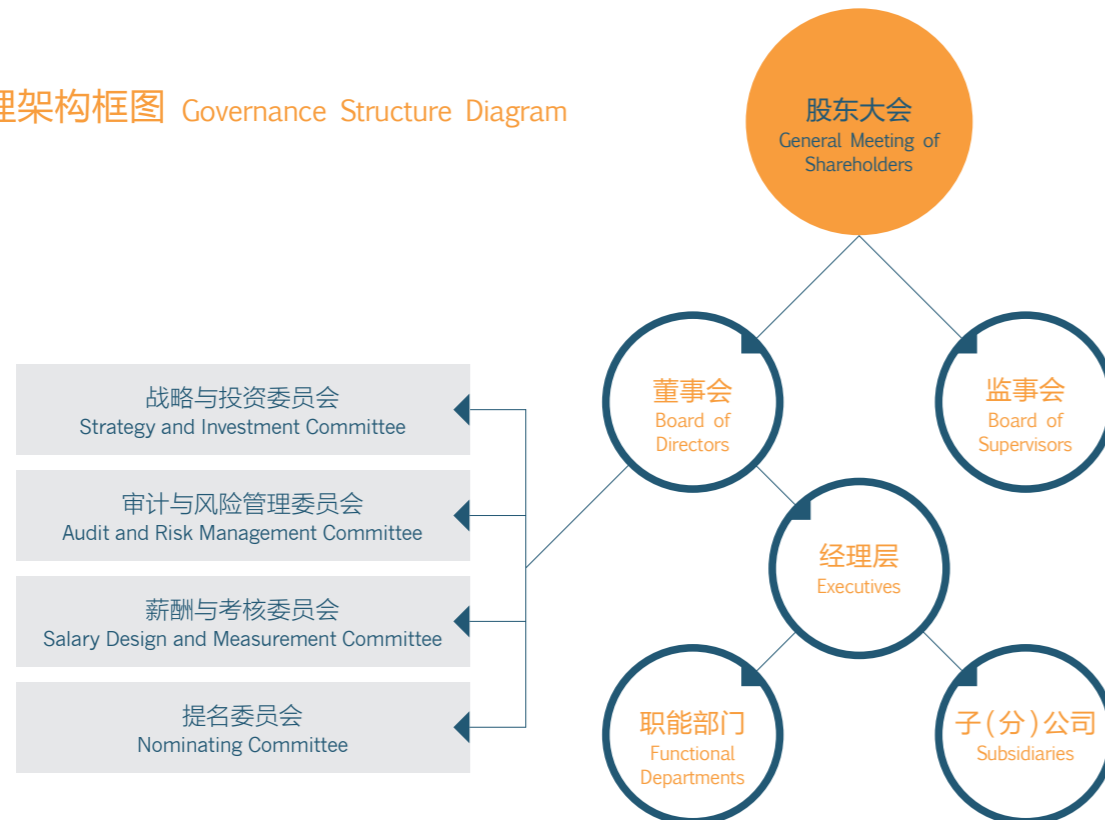 理架构框图 Governance Structure Diagram
股东大会
General Meeting of
Shareholders
董事会
Board of
Directors
监事会
Board of
Supervisors
战略与投资委员会
Strategy and Investment Committee
审计与风险管理委员会
Audit and Risk Management Committee
薪酬与考核委员会
Salary Design and Measurement Committee
提名委员会
Nominating Committee
经理层
Executives
职能部门
Functional
Departments
子(分)公司
Subsidiaries